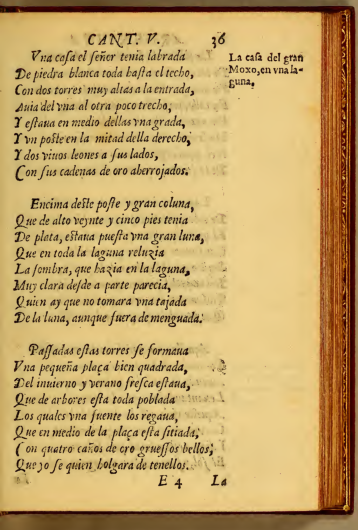 CANT. V. 36
Vna casa el señer tenia labrada
De piedra blanca toda hasta el techo,
Con dos torres muy altas a la entrada,
Auia del vna al otra poco trecho,
Y estaua en medio dellas vna grada,
Y vn poste en la mitad della derecho,
Y dos viuos leones a sus lados,
Con sus cadenas de oro aherrojados.
La casa del gran
Moxo, en vna la-
guna.
Encima deste poste y gran coluna,
Que de alto veynte y cinco pies tenia
De plata, estaua puesta vna gran luna,
Que en toda la laguna reluzia
La sombra, que hazia en la laguna,
Muy clara desde a parte parecia,
Quien ay que no tomara vna tajada
De la luna, aunque fuera de menguada.
Passadas estas torres se formaua
Vna pequeña plaça bien quadrada,
Del inuierno y verano fresca estaua,
Que de arbores esta toda poblada
Los quales vna fuente los regaua,
Que en medio de la plaça esta sitiada,
Con quatro caños de oro gruessos bellos,
Que yo se quien holgara de tenellos.
E 4 La